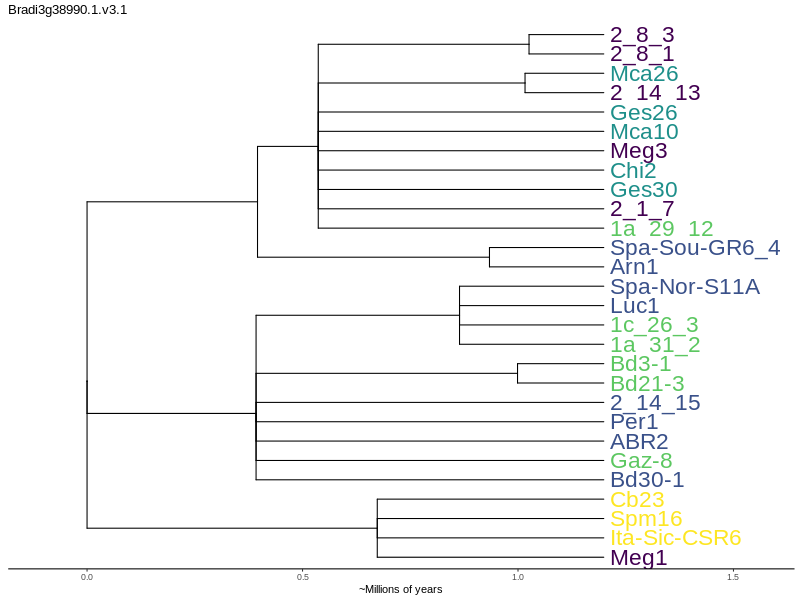 Bradi3g38990.1.v3.1
2_8_3
2_8_1
Mca26
2_14_13
Ges26
Mca10
Meg3
Chi2
Ges30
2_1_7
1a_29_12
Spa-Sou-GR6_4
Arn1
Spa-Nor-S11A
Luc1
1c_26_3
1a_31_2
Bd3-1
Bd21-3
2_14_15
Per1
ABR2
Gaz-8
Bd30-1
Cb23
Spm16
Ita-Sic-CSR6
Meg1
0.0 0.5 1.0 1.5
~Millions of years